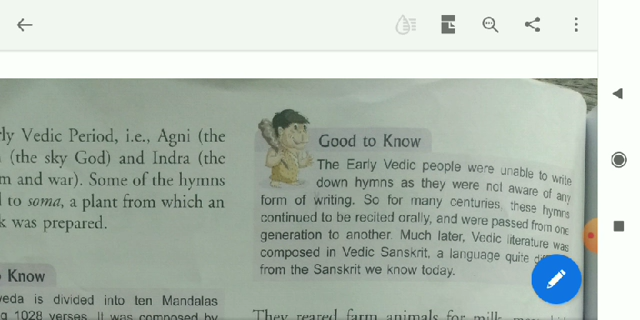 ly Vedic Period, i.e., Agni (the
(the sky God) and Indra (the
m and war). Some of the hymns
to soma, a plant from which an
k was prepared.
Know
veda is divided into ten Mandalas
1028 verses. It was composed by
Good to Know
The Early Vedic people were unable to write
down hymns as they were not aware of any
form of writing. So for many centuries, these hymns
continued to be recited orally, and were passed from one
generation to another. Much later, Vedic literature was
composed in Vedic Sanskrit, a language quite
from the Sanskrit we know today.
They reared farm animals for milk